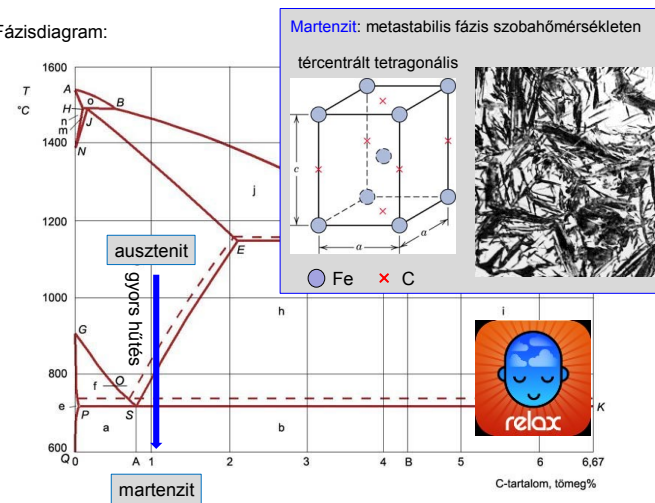 Fázisdiagram:
Martenzit: metastabilis fázis szobahőmérsékleten
tércentrált tetragonális
c
a
a
Fe
C
1600
T
°C
A
H
o
B
n
J
m
1400
N
j
1200
ausztenit
E
gyors hűtés
1000
h
i
G
800
f
O
e
P
S
K
a
b
600
Q
0
A
1
2
3
4
B
5
6
6,67
C-tartalom, tömeg%
martenzit
relax